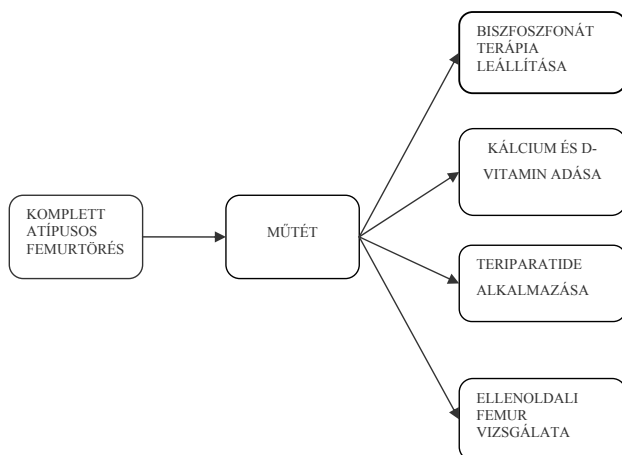 KOMPLETT
ATÍPUSOS
FEMURTÖRÉS
MŰTÉT
BISZFOSZFONÁT
TERÁPIA
LEÁLLÍTÁSA
KÁLCIUM ÉS D-
VITAMIN ADÁSA
TERIPARATIDE
ALKALMAZÁSA
ELLENOLDALI
FEMUR
VIZSGÁLATA